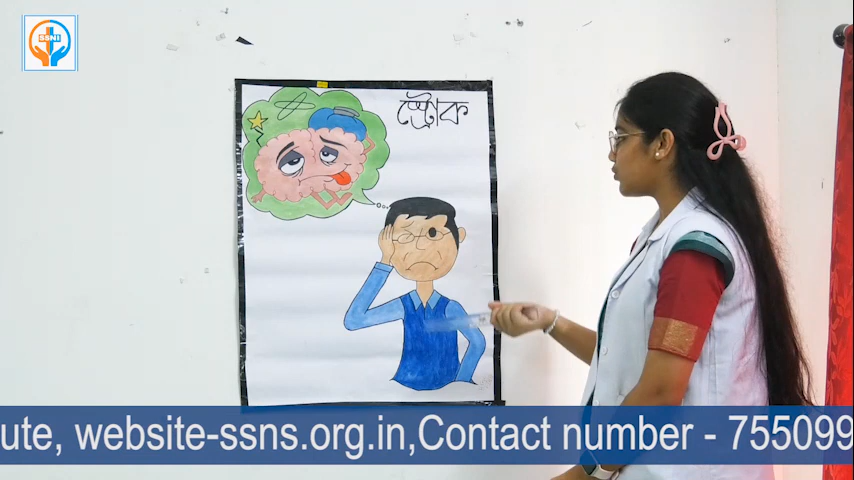 SSNI
স্ট্রোক
ute, website-ssns.org.in,Contact number - 755099